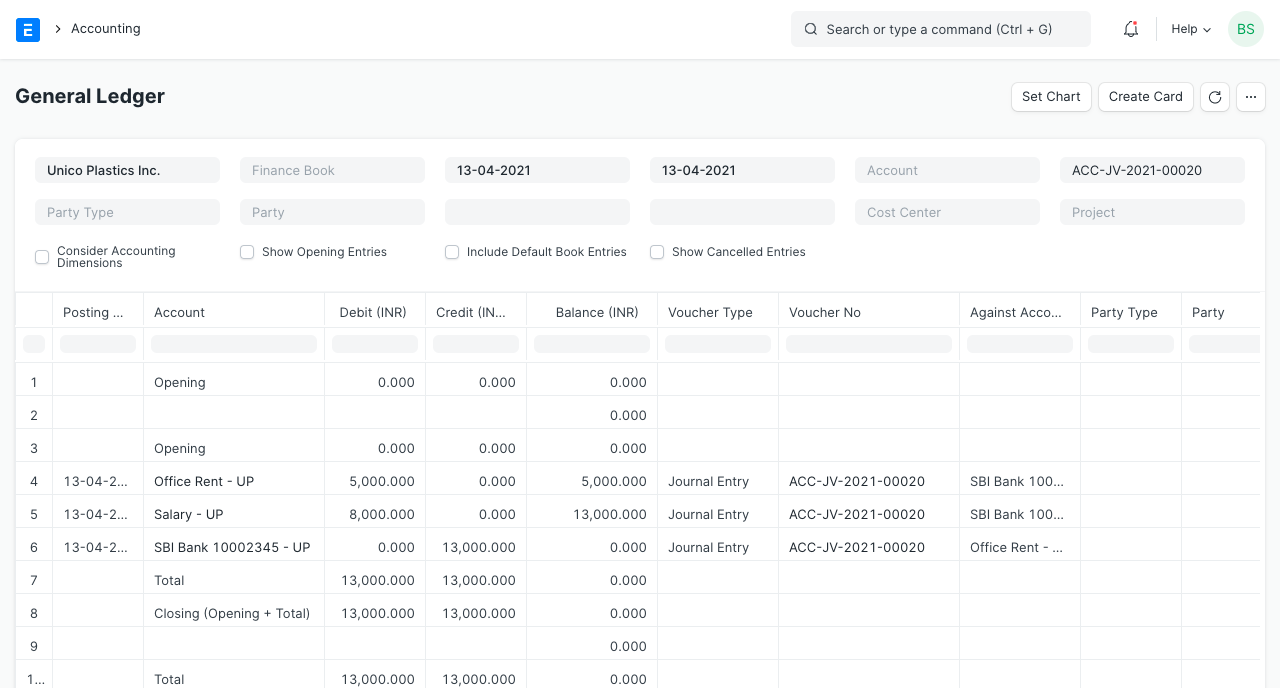 E Accounting Search or type a command (Ctrl + G) Help BS
General Ledger Set Chart Create Card ...
Unico Plastics Inc. Finance Book 13-04-2021 13-04-2021 Account ACC-JV-2021-00020
Party Type Party Cost Center Project
Consider Accounting Dimensions Show Opening Entries Include Default Book Entries Show Cancelled Entries
Posting ... Account Debit (INR) Credit (IN... Balance (INR) Voucher Type Voucher No Against Acco... Party Type Party
1 Opening 0.000 0.000 0.000
2 0.000
3 Opening 0.000 0.000 0.000
4 13-04-2... Office Rent - UP 5,000.000 0.000 5,000.000 Journal Entry ACC-JV-2021-00020 SBI Bank 100...
5 13-04-2... Salary - UP 8,000.000 0.000 13,000.000 Journal Entry ACC-JV-2021-00020 SBI Bank 100...
6 13-04-2... SBI Bank 10002345 - UP 0.000 13,000.000 0.000 Journal Entry ACC-JV-2021-00020 Office Rent - ...
7 Total 13,000.000 13,000.000 0.000
8 Closing (Opening + Total) 13,000.000 13,000.000 0.000
9 0.000
1... Total 13,000.000 13,000.000 0.000